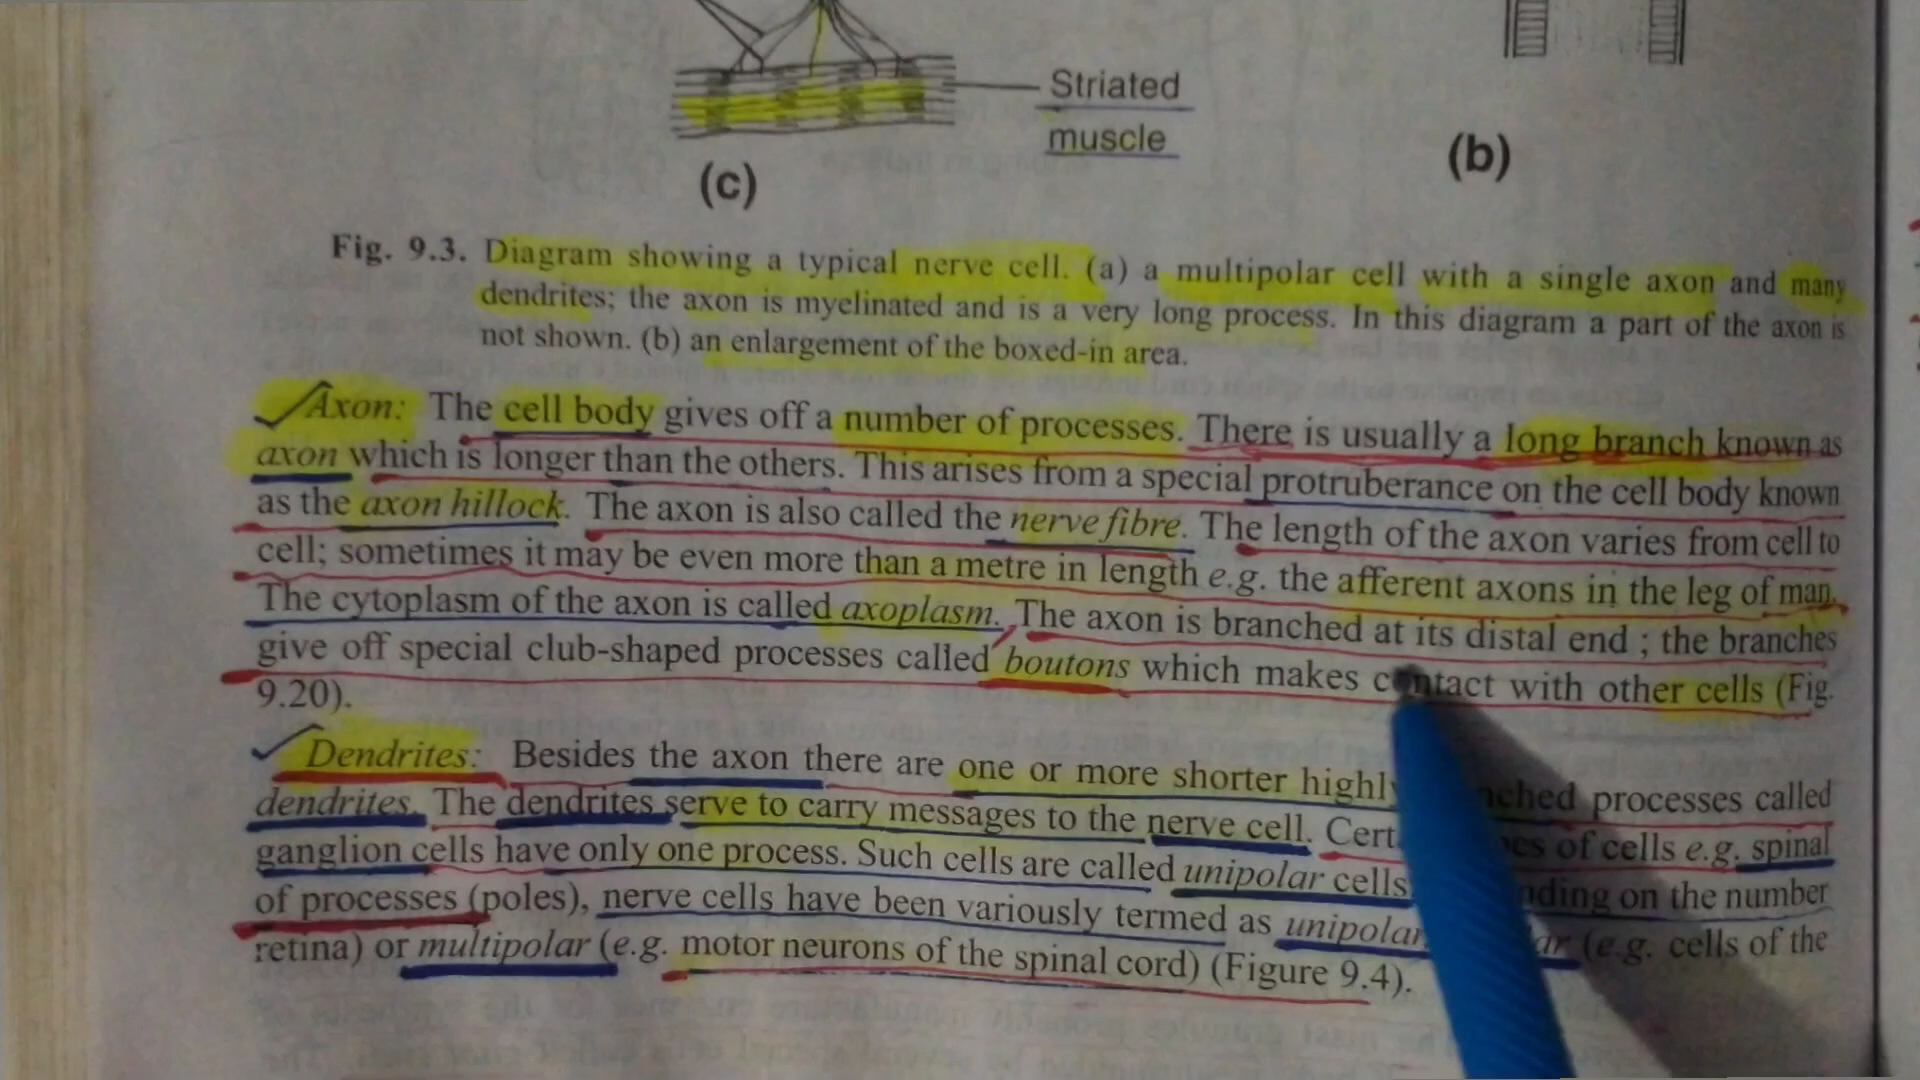 Striated
muscle
(c)
(b)
Fig. 9.3. Diagram showing a typical nerve cell. (a) a multipolar cell with a single axon and many
dendrites; the axon is myelinated and is a very long process. In this diagram a part of the axon is
not shown. (b) an enlargement of the boxed-in area.
Axon: The cell body gives off a number of processes. There is usually a long branch known as
axon which is longer than the others. This arises from a special protruberance on the cell body known
as the axon hillock. The axon is also called the nerve fibre. The length of the axon varies from cell to
cell; sometimes it may be even more than a metre in length e.g. the afferent axons in the leg of man.
The cytoplasm of the axon is called axoplasm. The axon is branched at its distal end ; the branches
give off special club-shaped processes called boutons which makes contact with other cells (Fig.
9.20).
Dendrites: Besides the axon there are one or more shorter highly processes called
dendrites. The dendrites serve to carry messages to the nerve cell. of cells e.g. spinal
ganglion cells have only one process. Such cells are called unipolar cells on the number
of processes (poles), nerve cells have been variously termed as unipolar (e.g. cells of the
retina) or multipolar (e.g. motor neurons of the spinal cord) (Figure 9.4).